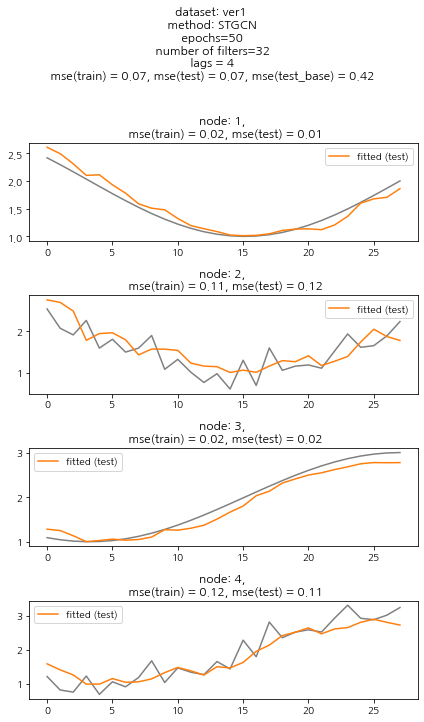 dataset: ver1
method: STGCN
epochs=50
number of filters=32
lags = 4
mse(train) = 0.07, mse(test) = 0.07, mse(test_base) = 0.42
node: 1,
mse(train) = 0.02, mse(test) = 0.01
fitted (test)
2.5
2.0
1.5
1.0
0 5 10 15 20 25
node: 2,
mse(train) = 0.11, mse(test) = 0.12
fitted (test)
2
1
0 5 10 15 20 25
node: 3,
mse(train) = 0.02, mse(test) = 0.02
3
fitted (test)
2
1
0 5 10 15 20 25
node: 4,
mse(train) = 0.12, mse(test) = 0.11
fitted (test)
3
2
1
0 5 10 15 20 25